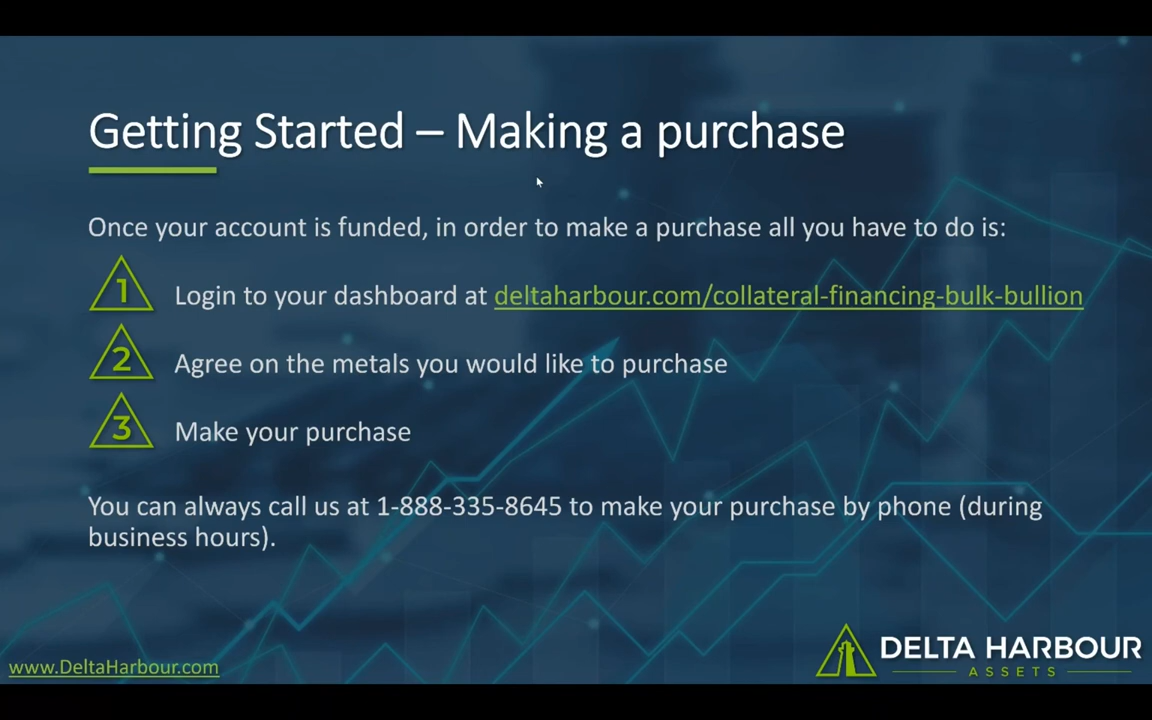 Getting Started – Making a purchase
Once your account is funded, in order to make a purchase all you have to do is:
1 Login to your dashboard at deltaharbour.com/collateral-financing-bulk-bullion
2 Agree on the metals you would like to purchase
3 Make your purchase
You can always call us at 1-888-335-8645 to make your purchase by phone (during
business hours).
www.DeltaHarbour.com
DELTA HARBOUR
ASSETS